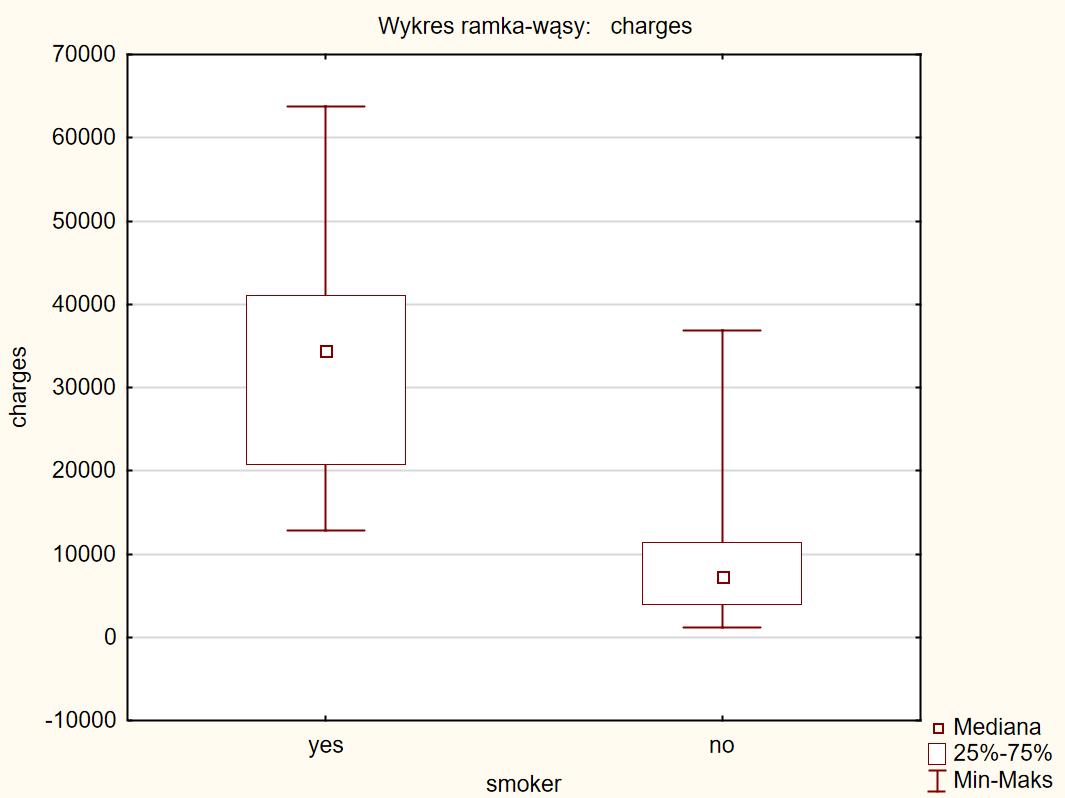 Wykres ramka-wąsy: charges
70000
60000
50000
40000
30000
20000
10000
0
-10000
charges
yes
no
smoker
Mediana
25%-75%
Min-Maks